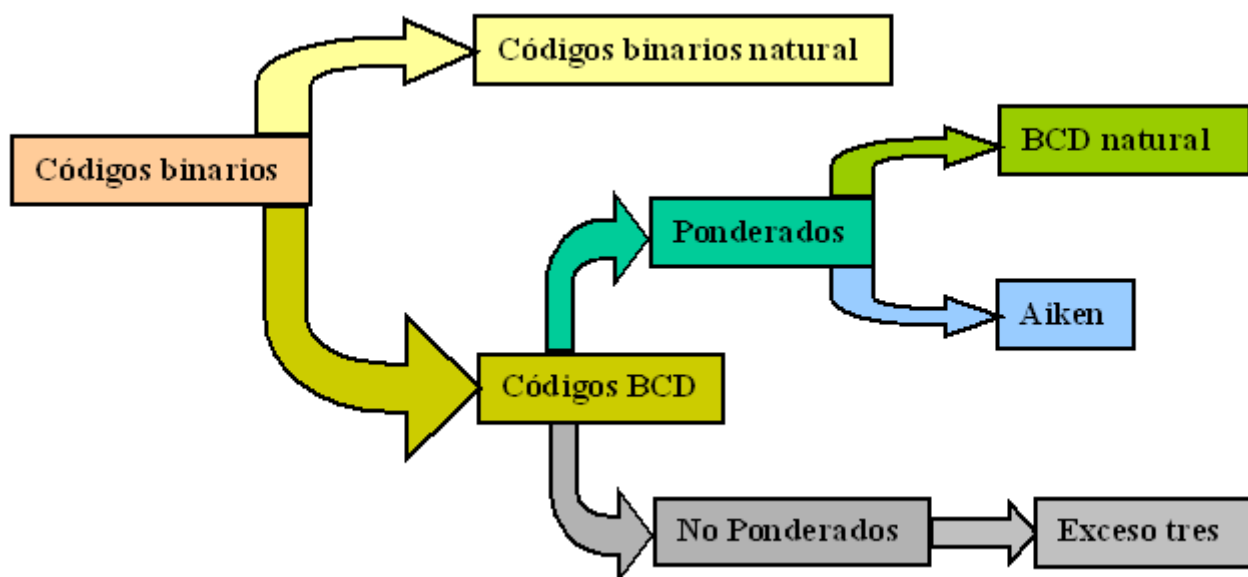 Códigos binarios natural
BCD natural
Códigos binarios
Ponderados
Aiken
Códigos BCD
No Ponderados
Exceso tres